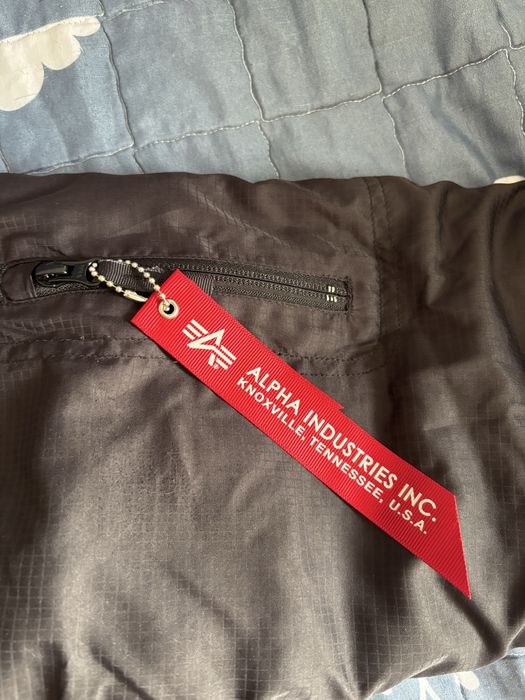 ALPHA INDUSTRIES INC.
KNOXVILLE, TENNESSEE, U.S.A.